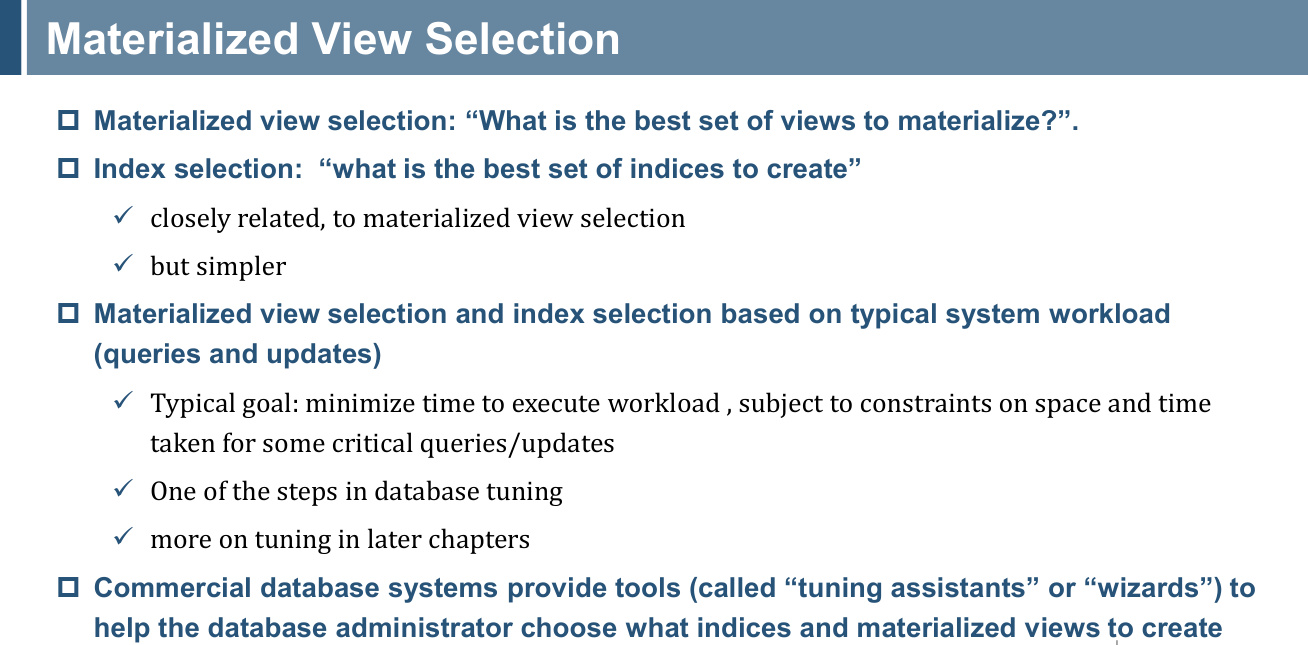 Materialized View Selection
Materialized view selection: “What is the best set of views to materialize?”.
Index selection:  “what is the best set of indices to create”
closely related, to materialized view selection
but simpler
Materialized view selection and index selection based on typical system workload
(queries and updates)
Typical goal: minimize time to execute workload , subject to constraints on space and time
taken for some critical queries/updates
One of the steps in database tuning
more on tuning in later chapters
Commercial database systems provide tools (called “tuning assistants” or “wizards”) to
help the database administrator choose what indices and materialized views to create